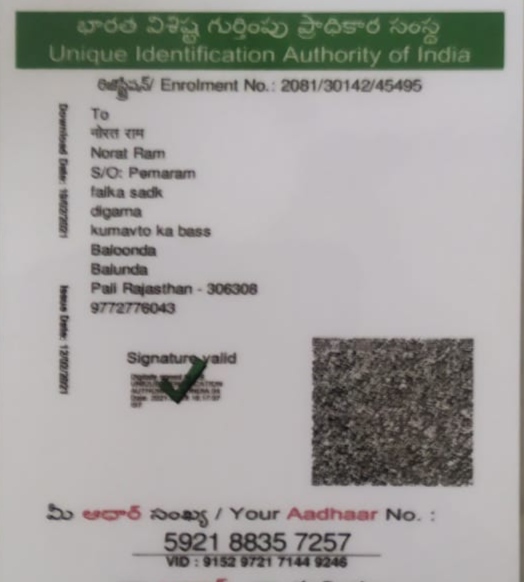 భారత విశిష్ట గుర్తింపు ప్రాధికార సంస్థ
Unique Identification Authority of India
రిజిస్ట్రేషన్/ Enrolment No.: 2081/30142/45495
To
नोरत राम
Norat Ram
S/O: Pemaram
falka sadk
digarna
kumavto ka bass
Baloonda
Balunda
Pali Rajasthan - 306308
9772776043
Download Date: 19/02/2021
Issue Date: 12/02/2021
Signature valid
మీ ఆధార్ సంఖ్య / Your Aadhaar No. :
5921 8835 7257
VID : 9152 9721 7144 9246